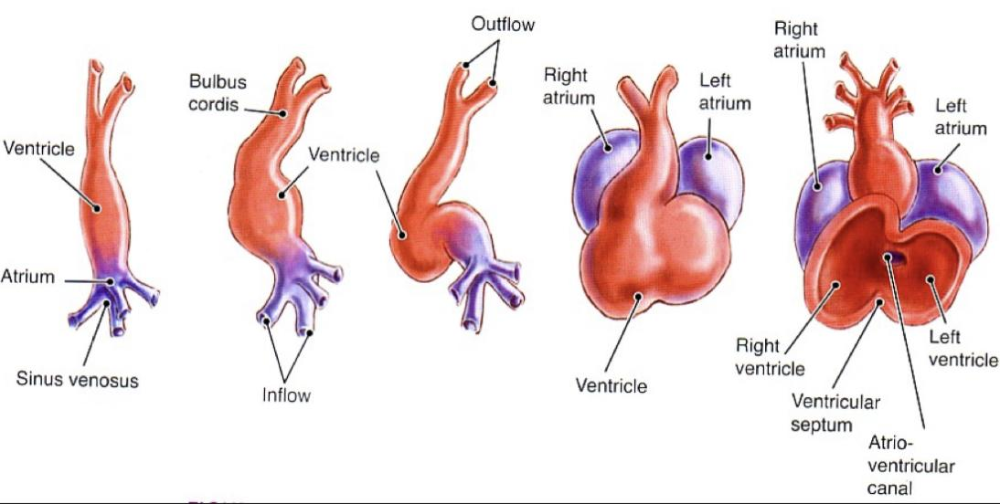 Ventricle
Atrium
Sinus venosus
Bulbus
cordis
Ventricle
Inflow
Outflow
Right
atrium
Left
atrium
Ventricle
Right
atrium
Left
atrium
Right
ventricle
Left
ventricle
Ventricular
septum
Atrio-
ventricular
canal